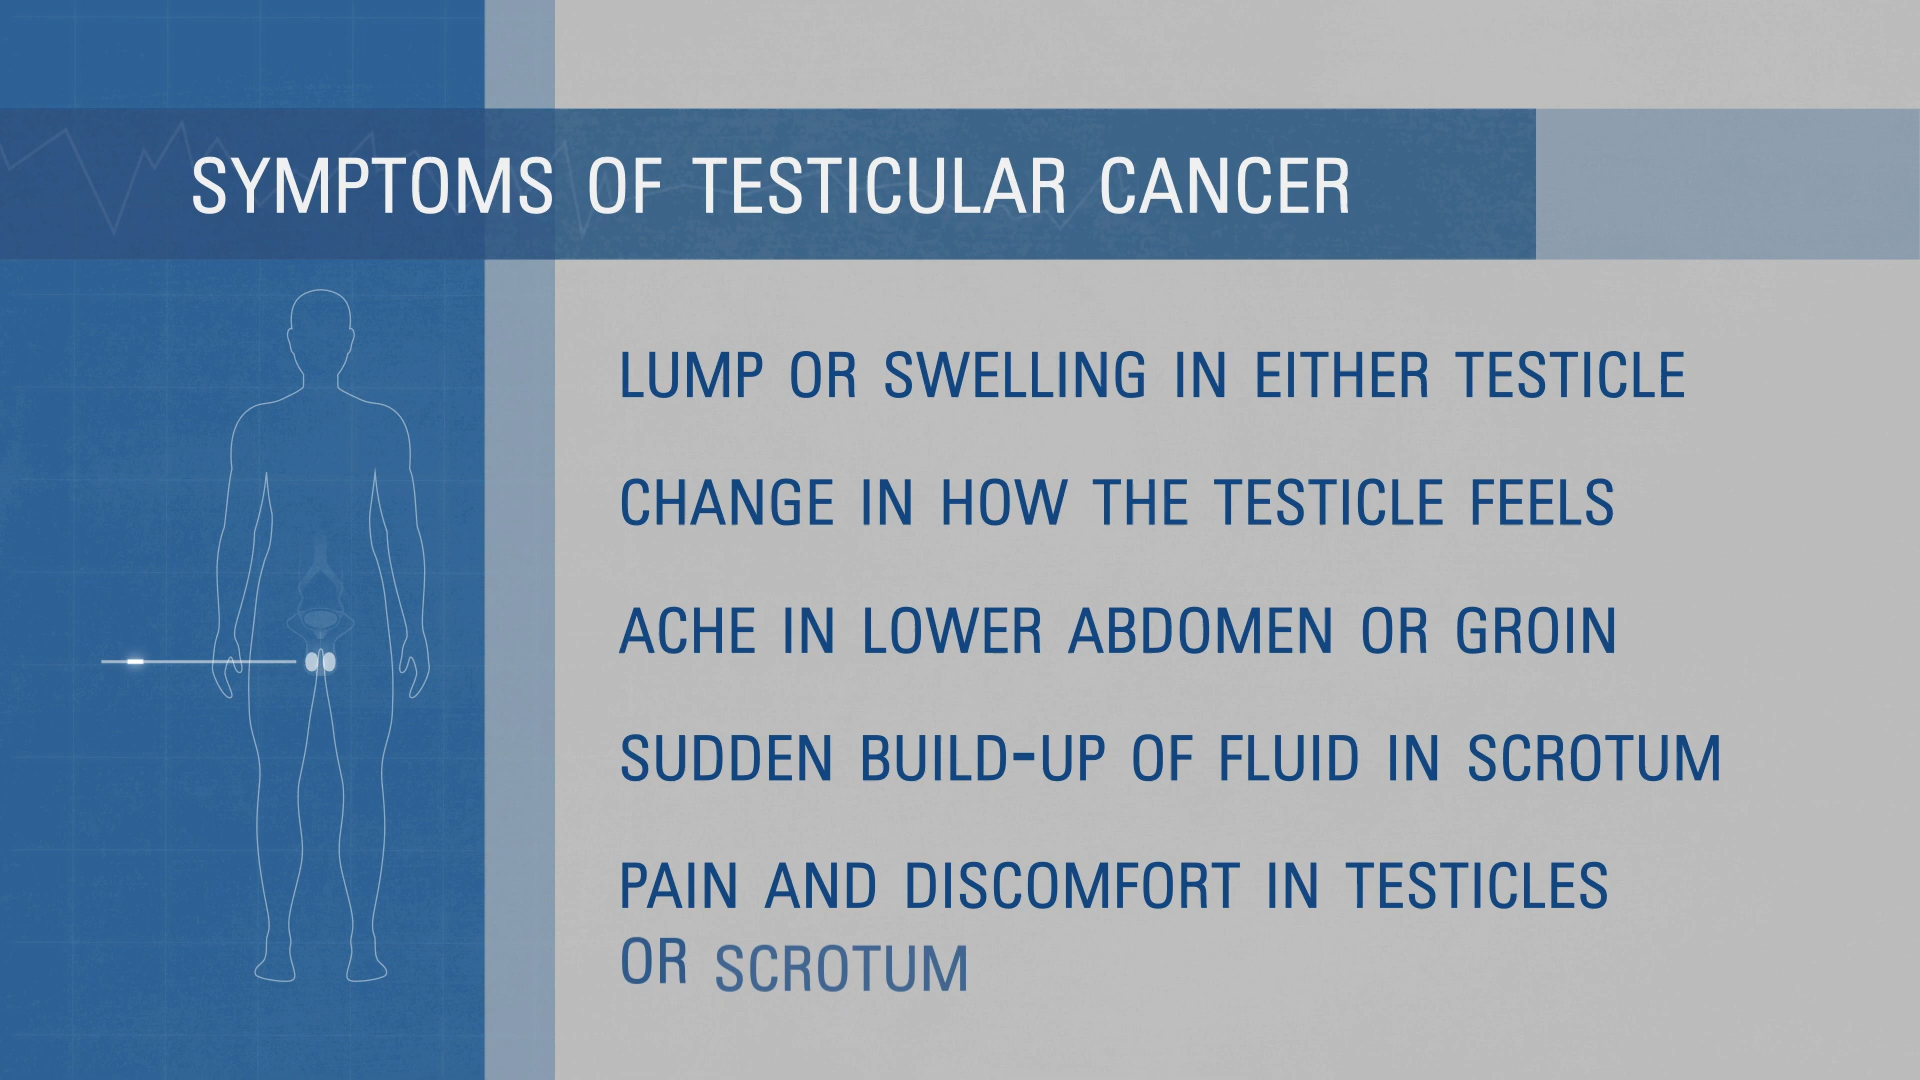 SYMPTOMS OF TESTICULAR CANCER
LUMP OR SWELLING IN EITHER TESTICLE
CHANGE IN HOW THE TESTICLE FEELS
ACHE IN LOWER ABDOMEN OR GROIN
SUDDEN BUILD-UP OF FLUID IN SCROTUM
PAIN AND DISCOMFORT IN TESTICLES
OR SCROTUM